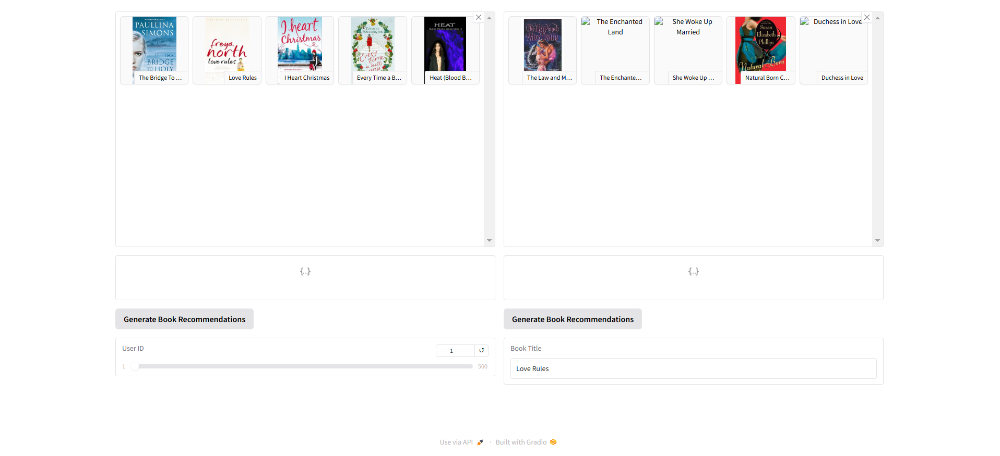 PAULLINA
SIMONS
THE
BRIDGE
TO HOLY
The Bridge To ...
freya
north
love rules
Love Rules
I heart
Christmas
I Heart Christmas
CARMEL
HARRINGTON
Every
time
a bell
Every Time a B...
HEAT
Heat (Blood B...
The Law and
Miss Penny
The Law and M...
The Enchanted
Land
The Enchante...
She Woke Up
Married
She Woke Up ...
Susan
Elizabeth
Phillips
Natural Born
Natural Born C...
Duchess in Love
Duchess in Love
{...}
{...}
Generate Book Recommendations
Generate Book Recommendations
User ID
1
↺
1
500
Book Title
Love Rules
Use via API
·
Built with Gradio